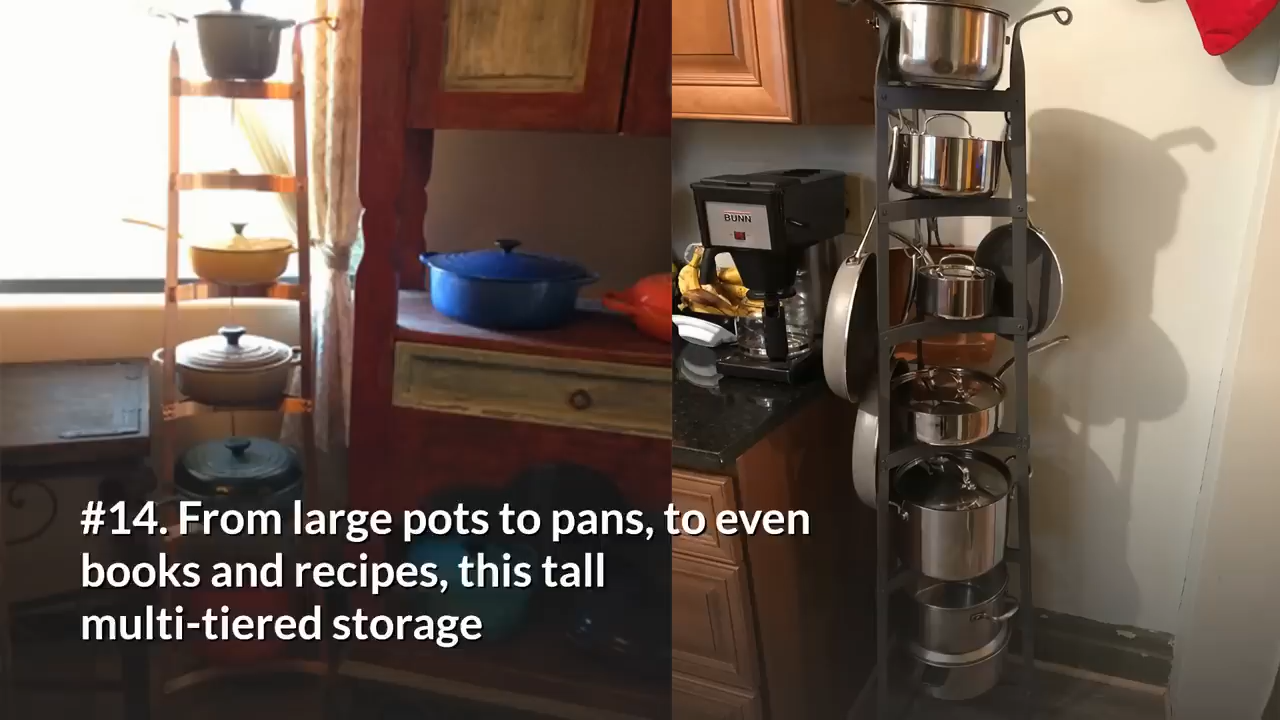 BUNN
#14. From large pots to pans, to even
books and recipes, this tall
multi-tiered storage